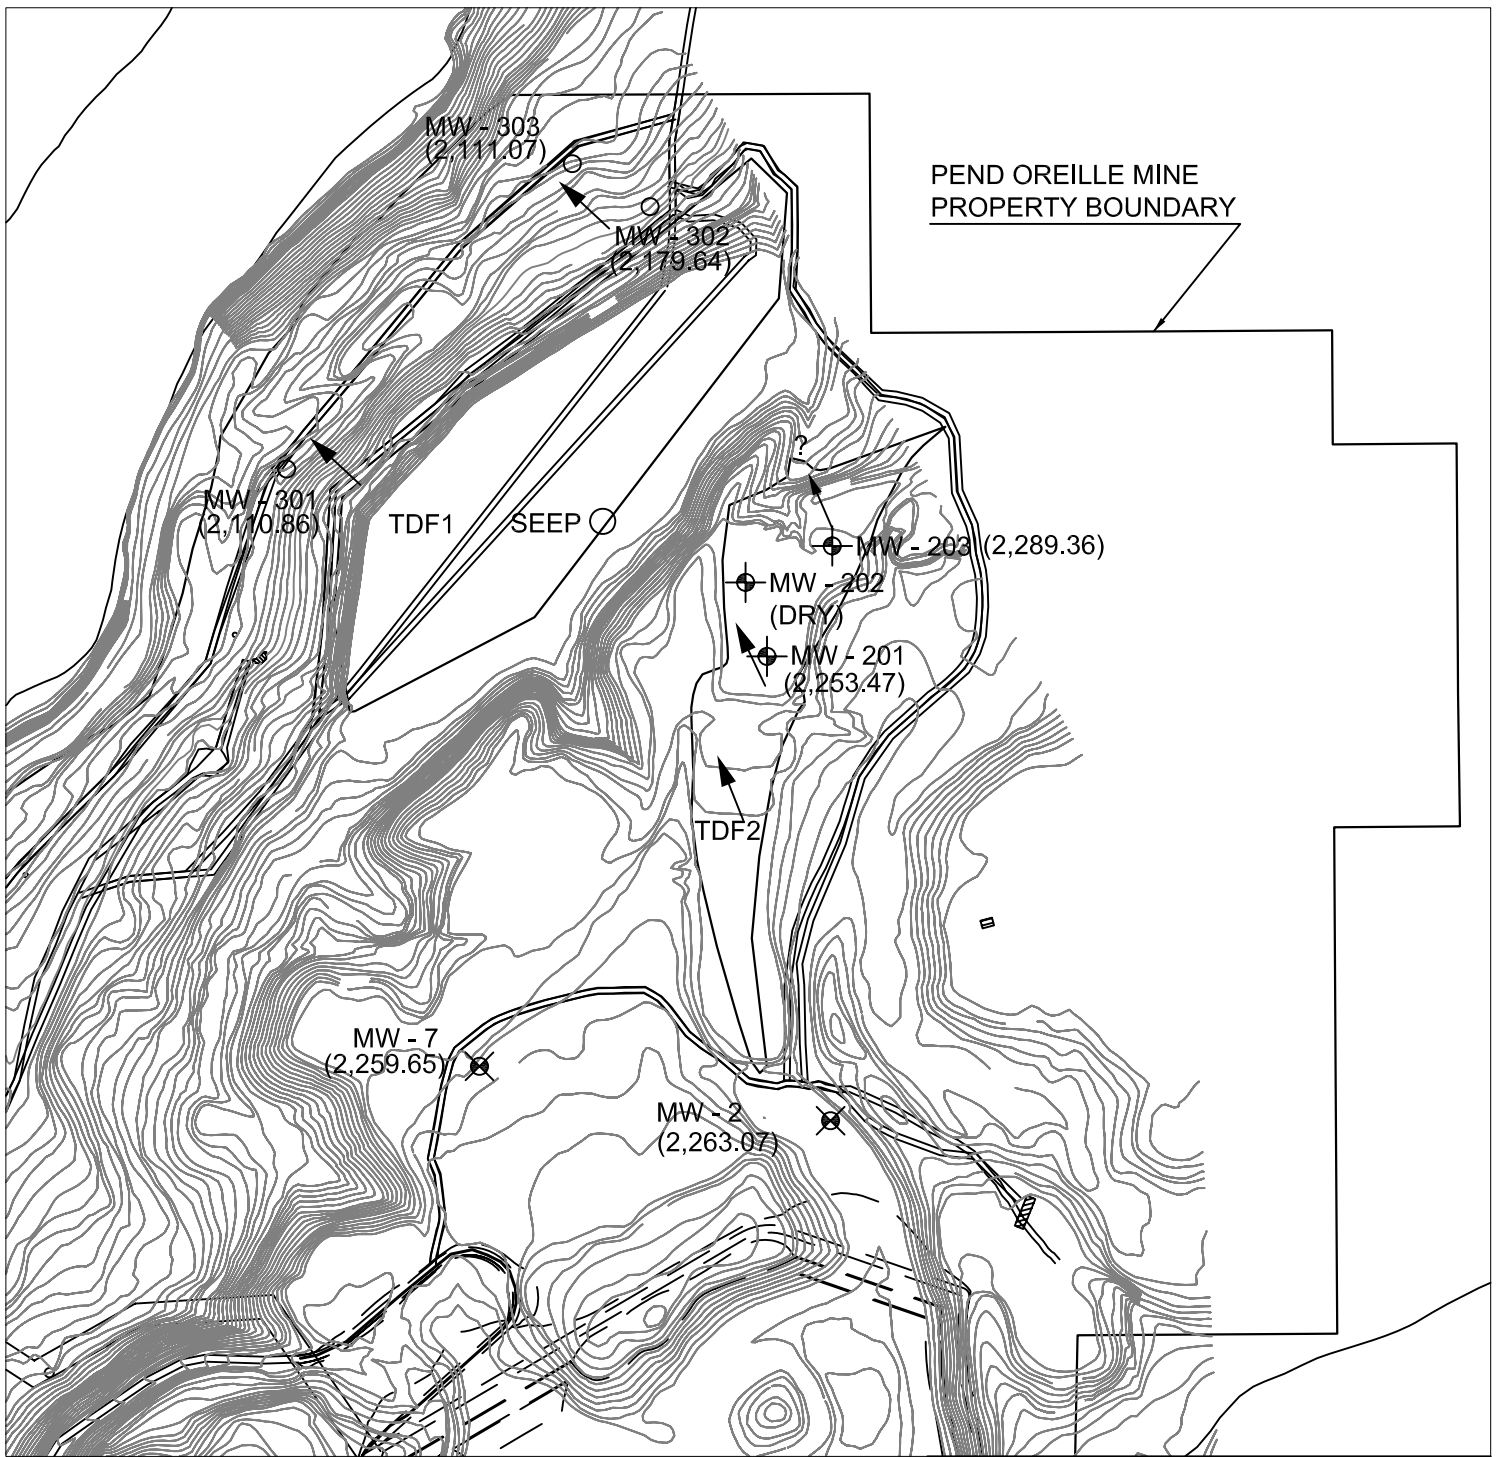 MW - 303
(2,111.07)
PEND OREILLE MINE
PROPERTY BOUNDARY
MW - 302
(2,179.64)
?
MW - 301
(2,110.86)
TDF1
SEEP
MW - 203 (2,289.36)
MW - 202
(DRY)
MW - 201
(2,253.47)
TDF2
MW - 7
(2,259.65)
MW - 2
(2,263.07)